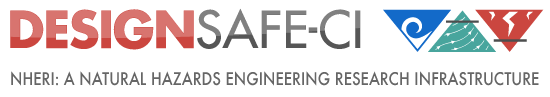 DESIGNSAFE-CI
NHERI: A NATURAL HAZARDS ENGINEERING RESEARCH INFRASTRUCTURE